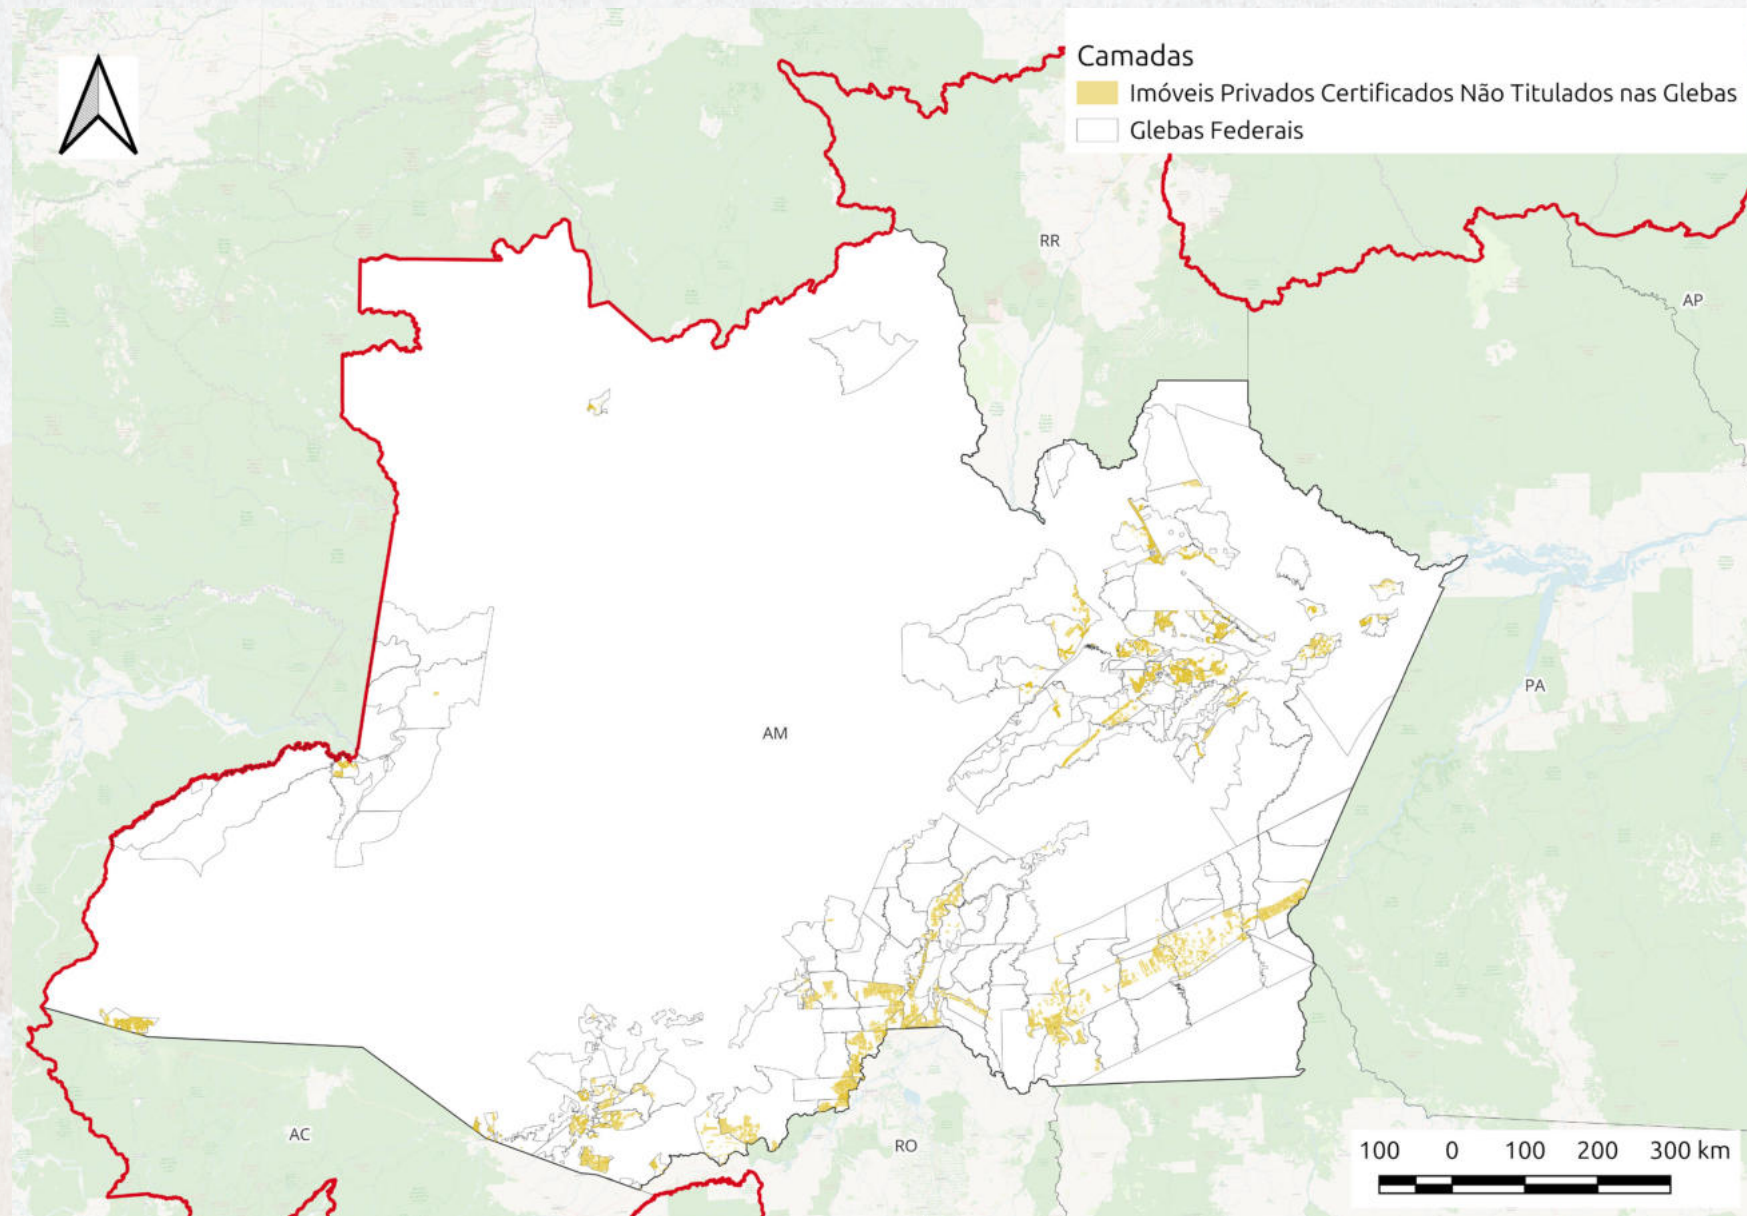 Camadas
Imóveis Privados Certificados Não Titulados nas Glebas
Glebas Federais
RR
AP
PA
AM
AC
RO
100 0 100 200 300 km